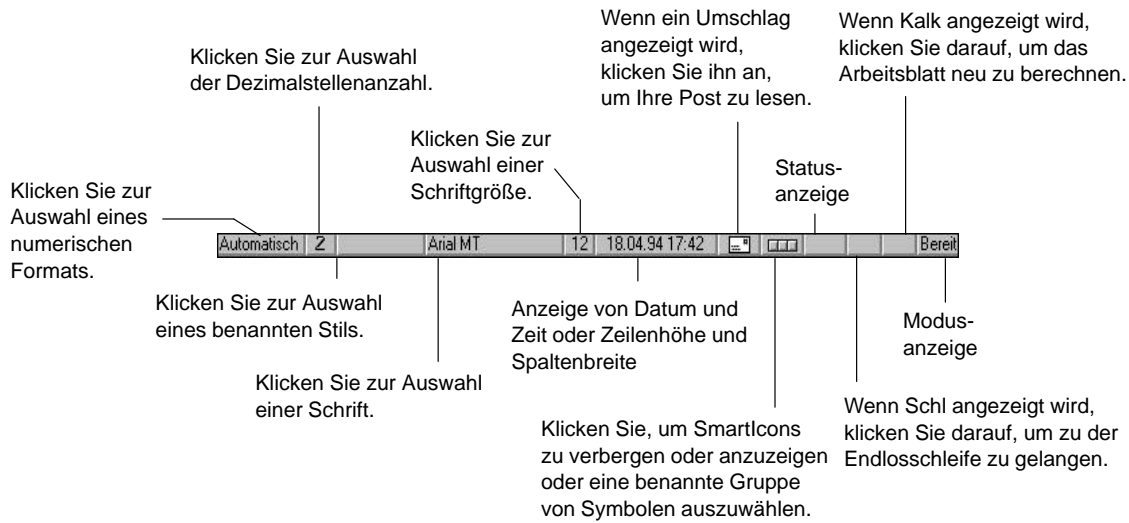 Wenn ein Umschlag
angezeigt wird,
klicken Sie ihn an,
um Ihre Post zu lesen.
Wenn Kalk angezeigt wird,
klicken Sie darauf, um das
Arbeitsblatt neu zu berechnen.
Klicken Sie zur Auswahl
der Dezimalstellenanzahl.
Klicken Sie zur
Auswahl einer
Schriftgröße.
Status-
anzeige
Klicken Sie zur
Auswahl eines
numerischen
Formats.
Automatisch 2 Arial MT 12 18.04.94 17:42 Bereit
Klicken Sie zur Auswahl
eines benannten Stils.
Anzeige von Datum und
Zeit oder Zeilenhöhe und
Spaltenbreite
Modus-
anzeige
Klicken Sie zur Auswahl
einer Schrift.
Wenn Schl angezeigt wird,
klicken Sie darauf, um zu der
Endlosschleife zu gelangen.
Klicken Sie, um SmartIcons
zu verbergen oder anzuzeigen
oder eine benannte Gruppe
von Symbolen auszuwählen.